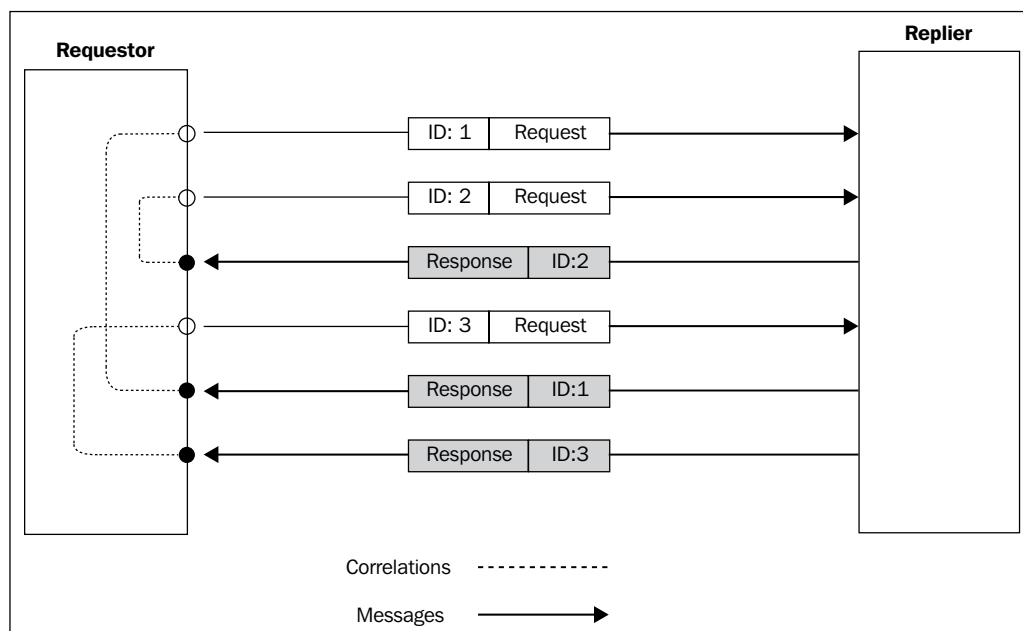 Requestor
Replier
ID: 1 Request
ID: 2 Request
Response ID:2
ID: 3 Request
Response ID:1
Response ID:3
Correlations
Messages